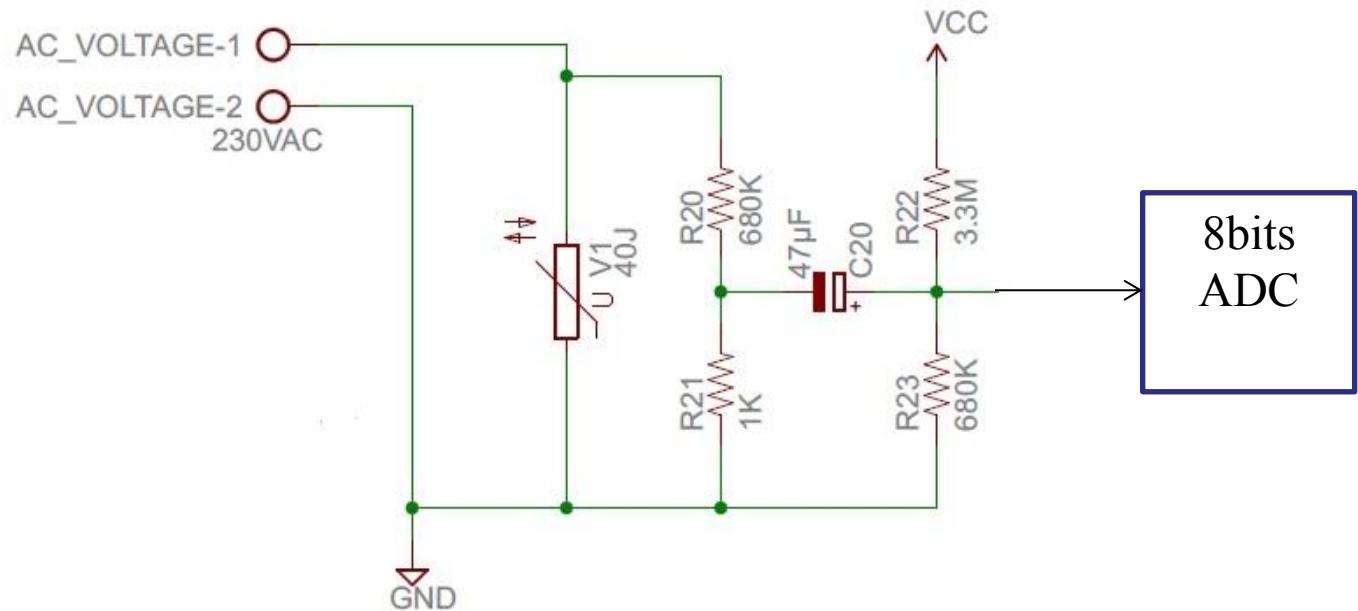 AC_VOLTAGE-1
AC_VOLTAGE-2
230VAC
VCC
R20
680K
47µF
C20
R22
3.3M
8bits
ADC
V1
40J
U
+
R21
1K
R23
680K
GND